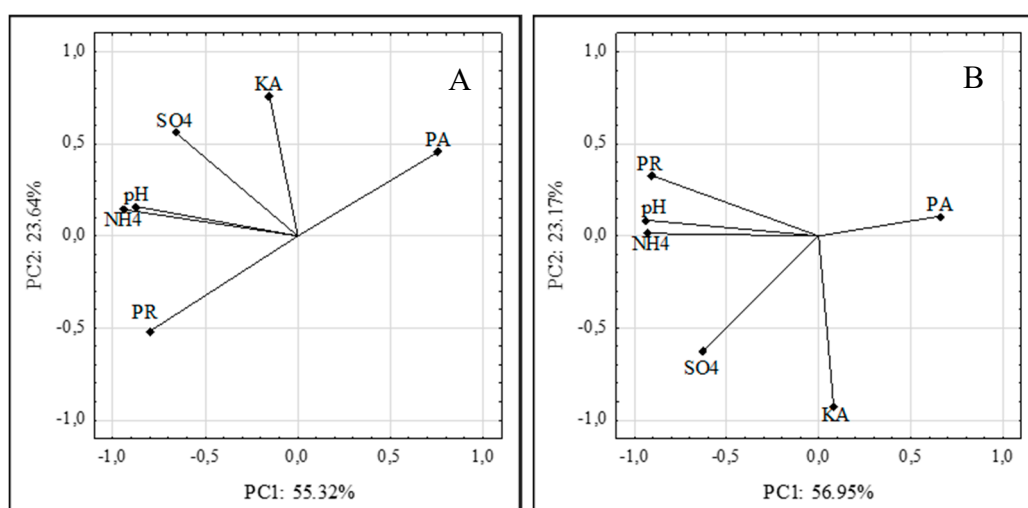 A
1,0
0,5
0,0
-0,5
-1,0
PC2: 23.64%
KA
SO4
PA
pH
NH4
PR
-1,0 -0,5 0,0 0,5 1,0
PC1: 55.32%
B
1,0
0,5
0,0
-0,5
-1,0
PC2: 23.17%
PR
pH
PA
NH4
SO4
KA
-1,0 -0,5 0,0 0,5 1,0
PC1: 56.95%